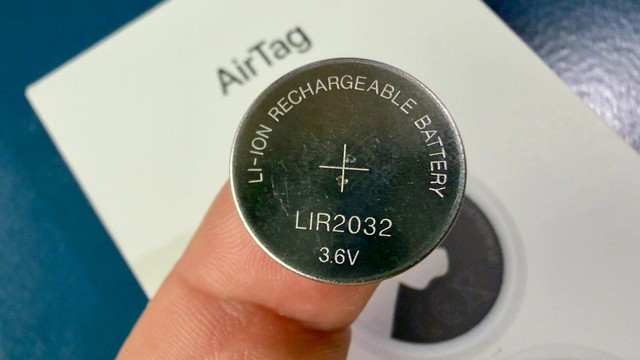 AirTag
LI-ION RECHARGEABLE BATTERY
LIR2032
3.6V